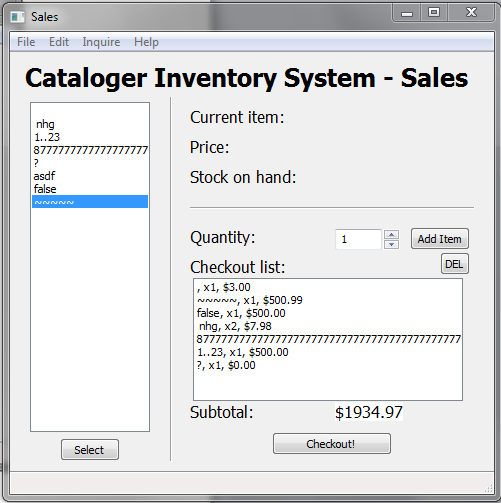 Sales
File Edit Inquire Help
Cataloger Inventory System - Sales
nhg
1..23
8777777777777777777
?
asdf
false
~~~~~
Select
Current item:
Price:
Stock on hand:
Quantity: 1 Add Item
Checkout list: DEL
, x1, $3.00
~~~~~, x1, $500.99
false, x1, $500.00
nhg, x2, $7.98
87777777777777777777777777777777777777777777
1..23, x1, $500.00
?, x1, $0.00
Subtotal: $1934.97
Checkout!